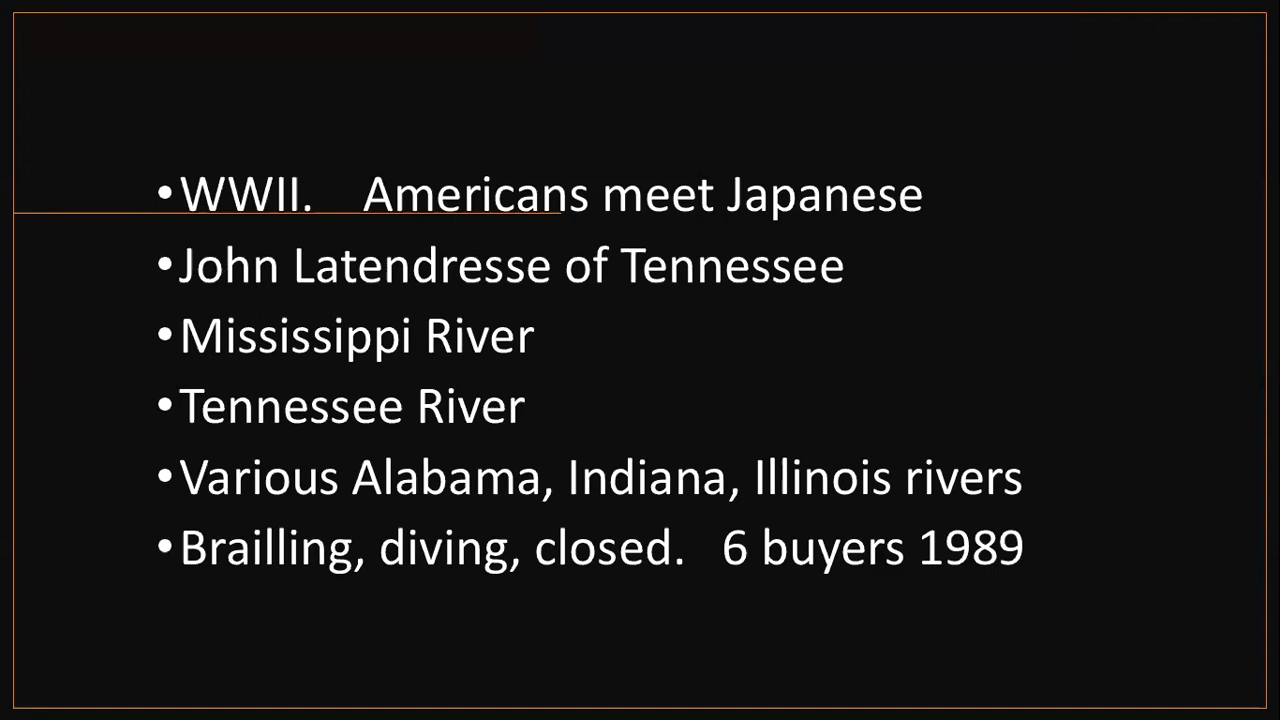 •WWII.    Americans meet Japanese
•John Latendresse of Tennessee
•Mississippi River
•Tennessee River
•Various Alabama, Indiana, Illinois rivers
•Brailling, diving, closed.   6 buyers 1989